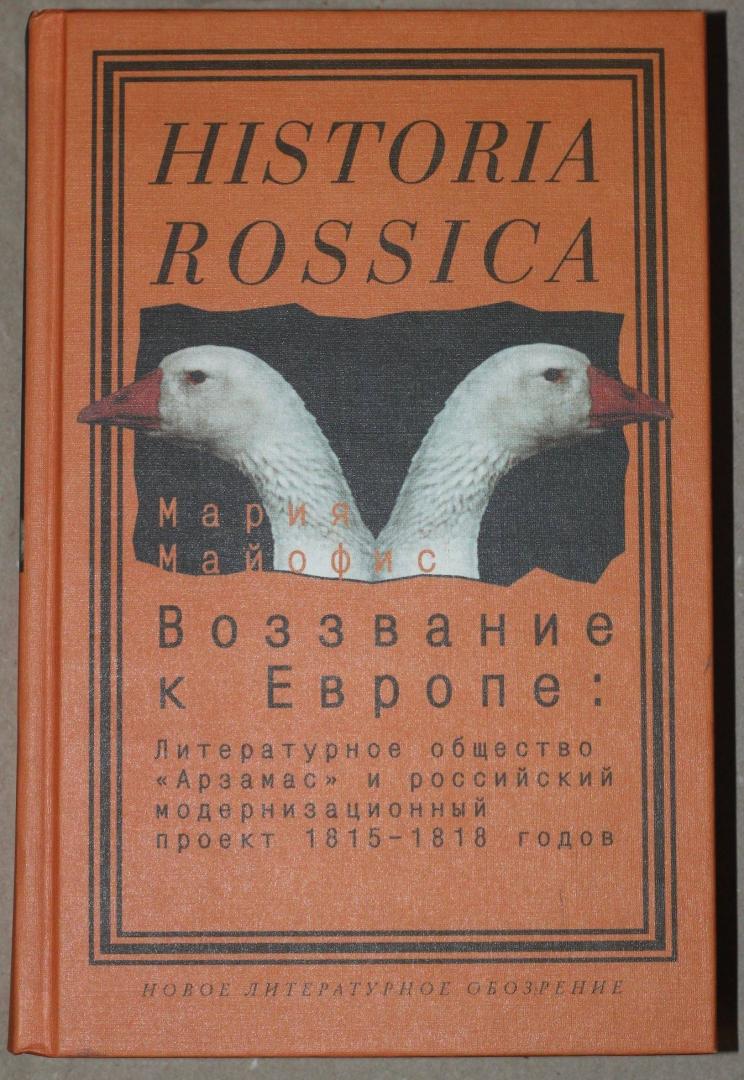 HISTORIA
ROSSICA
Мария
Майофис
Воззвание
к Европе:
Литературное общество
«Арзамас» и российский
модернизационный
проект 1815–1818 годов
НОВОЕ ЛИТЕРАТУРНОЕ ОБОЗРЕНИЕ